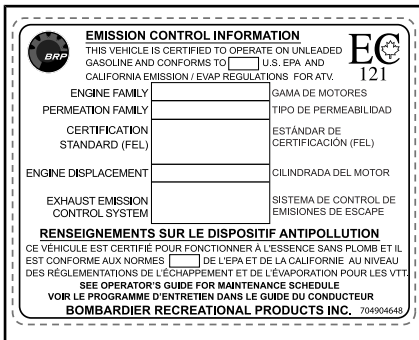 EMISSION CONTROL INFORMATION
THIS VEHICLE IS CERTIFIED TO OPERATE ON UNLEADED
GASOLINE AND CONFORMS TO U.S. EPA AND
CALIFORNIA EMISSION / EVAP REGULATIONS FOR ATV.
BRP
EC
121
ENGINE FAMILY GAMA DE MOTORES
PERMEATION FAMILY TIPO DE PERMEABILIDAD
CERTIFICATION ESTÁNDAR DE
STANDARD (FEL) CERTIFICACIÓN (FEL)
ENGINE DISPLACEMENT CILINDRADA DEL MOTOR
EXHAUST EMISSION SISTEMA DE CONTROL DE
CONTROL SYSTEM EMISIONES DE ESCAPE
RENSEIGNEMENTS SUR LE DISPOSITIF ANTIPOLLUTION
CE VÉHICULE EST CERTIFIÉ POUR FONCTIONNER À L'ESSENCE SANS PLOMB ET IL
EST CONFORME AUX NORMES DE L'EPA ET DE LA CALIFORNIE AU NIVEAU
DES RÉGLEMENTATIONS DE L'ÉCHAPPEMENT ET DE L'ÉVAPORATION POUR LES VTT.
SEE OPERATOR'S GUIDE FOR MAINTENANCE SCHEDULE
VOIR LE PROGRAMME D'ENTRETIEN DANS LE GUIDE DU CONDUCTEUR
BOMBARDIER RECREATIONAL PRODUCTS INC. 704904648